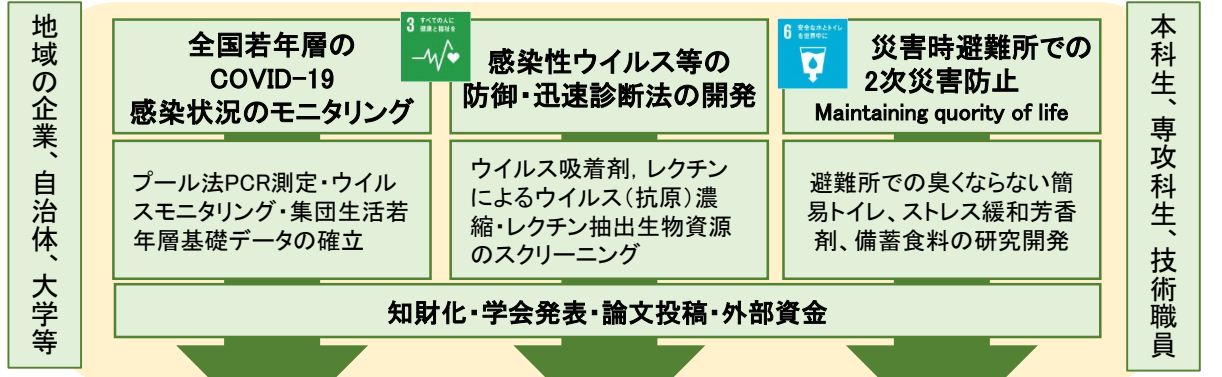 地域の企業、自治体、大学等
全国若年層の
COVID-19
感染状況のモニタリング
3 すべての人に
健康と福祉を
感染性ウイルス等の
防御・迅速診断法の開発
6 安全な水とトイレ
を世界中に
災害時避難所での
2次災害防止
Maintaining quority of life
プール法PCR測定・ウイル
スモニタリング・集団生活若
年層基礎データの確立
ウイルス吸着剤, レクチン
によるウイルス（抗原）濃
縮・レクチン抽出生物資源
のスクリーニング
避難所での臭くならない簡
易トイレ、ストレス緩和芳香
剤、備蓄食料の研究開発
知財化・学会発表・論文投稿・外部資金
本科生、専攻科生、技術職員